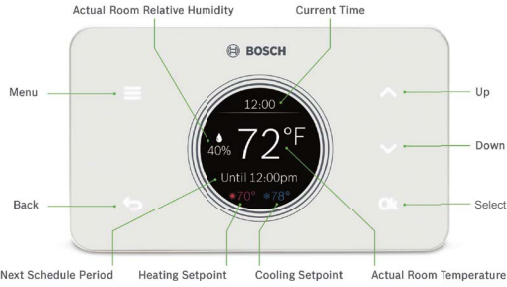 Actual Room Relative Humidity
Current Time
BOSCH
Menu
Up
12:00
40%
72°F
Down
Until 12:00pm
70°
78°
Back
Ok
Select
Next Schedule Period
Heating Setpoint
Cooling Setpoint
Actual Room Temperature